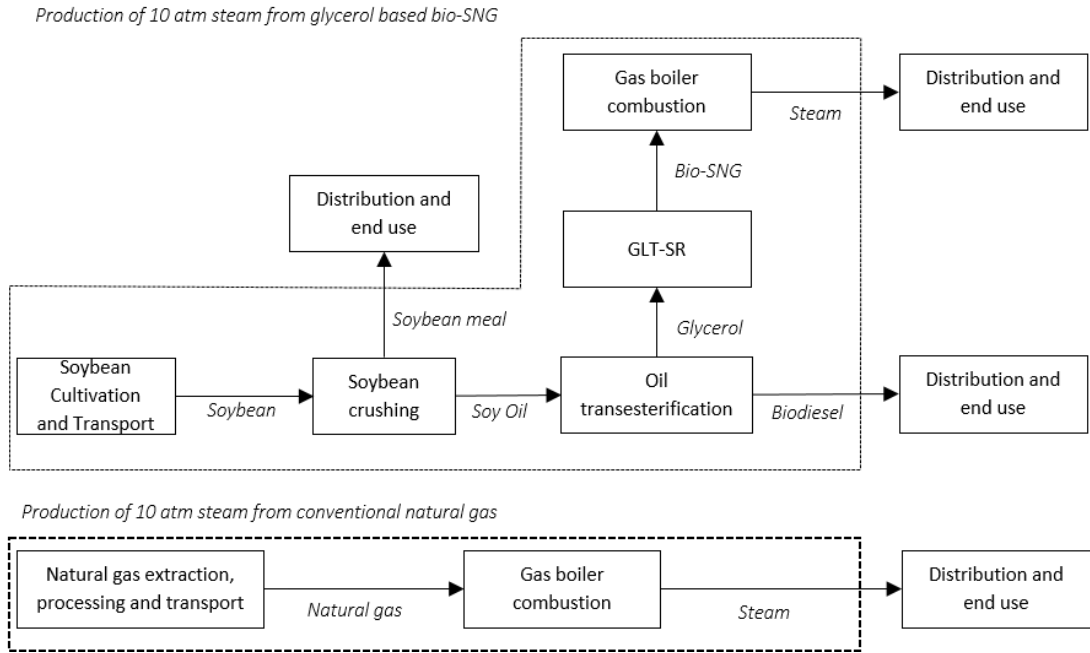 Production of 10 atm steam from glycerol based bio-SNG
Gas boiler
combustion
Steam
Distribution and
end use
Bio-SNG
Distribution and
end use
GLT-SR
Soybean meal
Glycerol
Soybean
Cultivation
and Transport
Soybean
Soybean
crushing
Soy Oil
Oil
transesterification
Biodiesel
Distribution and
end use
Production of 10 atm steam from conventional natural gas
Natural gas extraction,
processing and transport
Natural gas
Gas boiler
combustion
Steam
Distribution and
end use